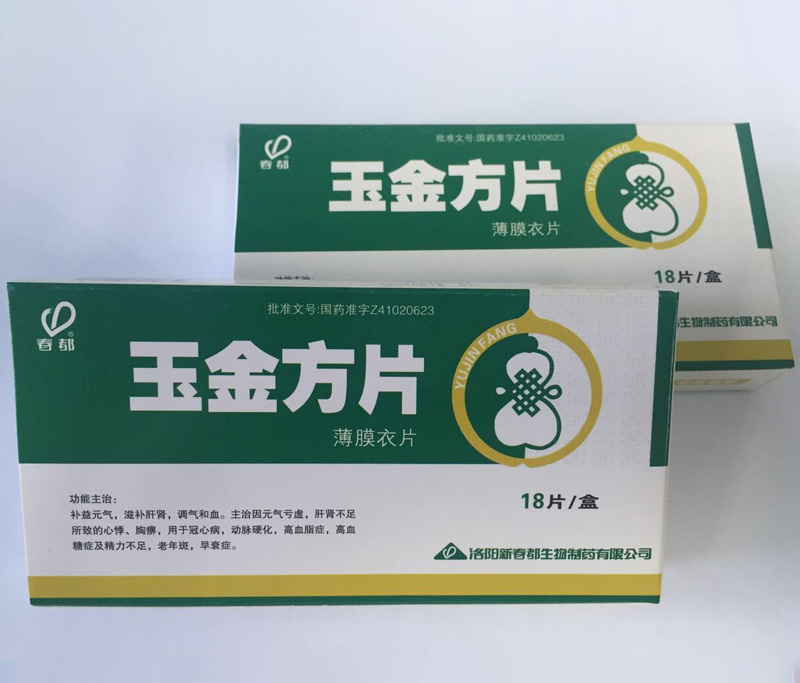 批准文号:国药准字Z41020623
春都®
YUJIN FANG
玉金方片
薄膜衣片
18片/盒
生物制药有限公司
批准文号:国药准字Z41020623
春都®
YUJIN FANG
玉金方片
薄膜衣片
功能主治：
补益元气，滋补肝肾，调气和血。主治因元气亏虚，肝肾不足
所致的心悸、胸痹，用于冠心病，动脉硬化，高血脂症，高血
糖症及精力不足，老年斑，早衰症。
18片/盒
洛阳新春都生物制药有限公司